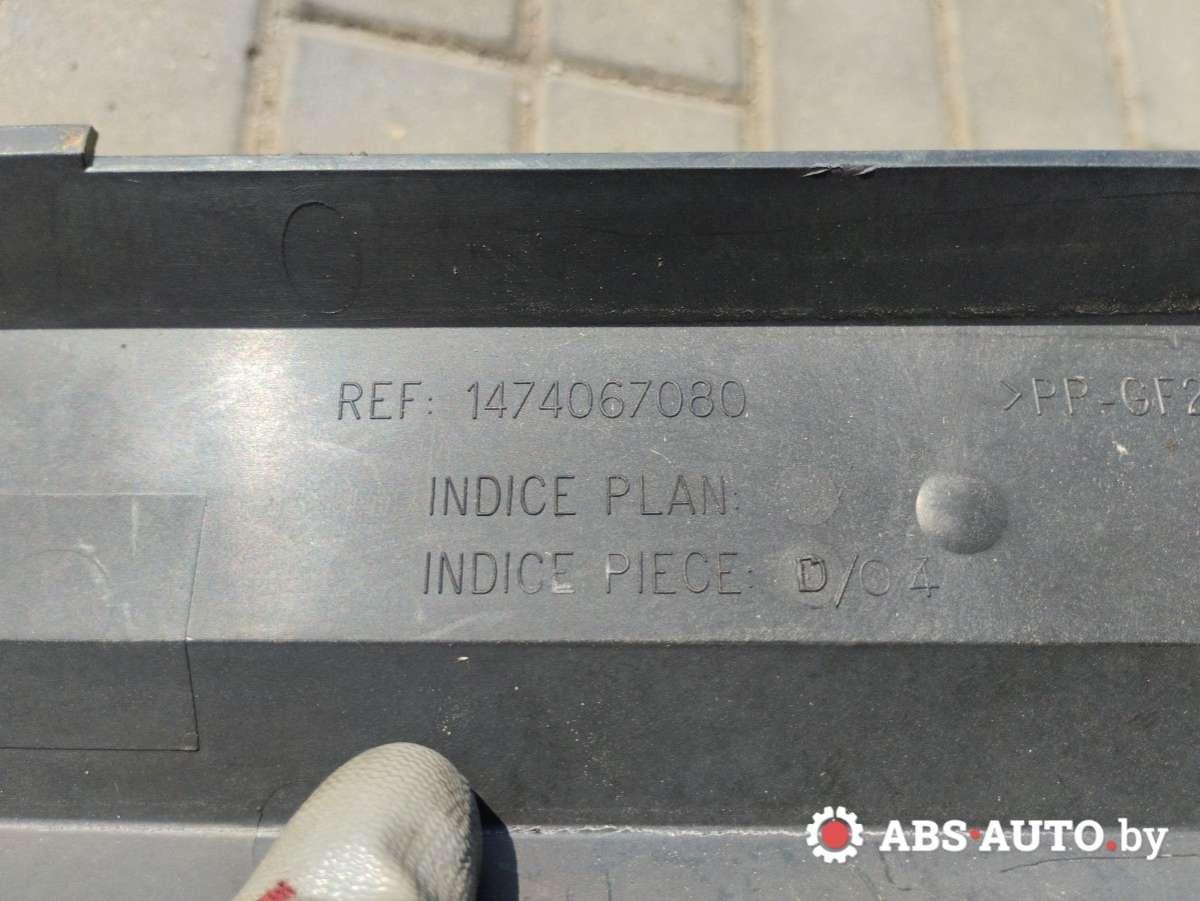 REF: 1474067080
>PP-GF2
INDICE PLAN:
INDICE PIECE: D/04
ABS-AUTO.by